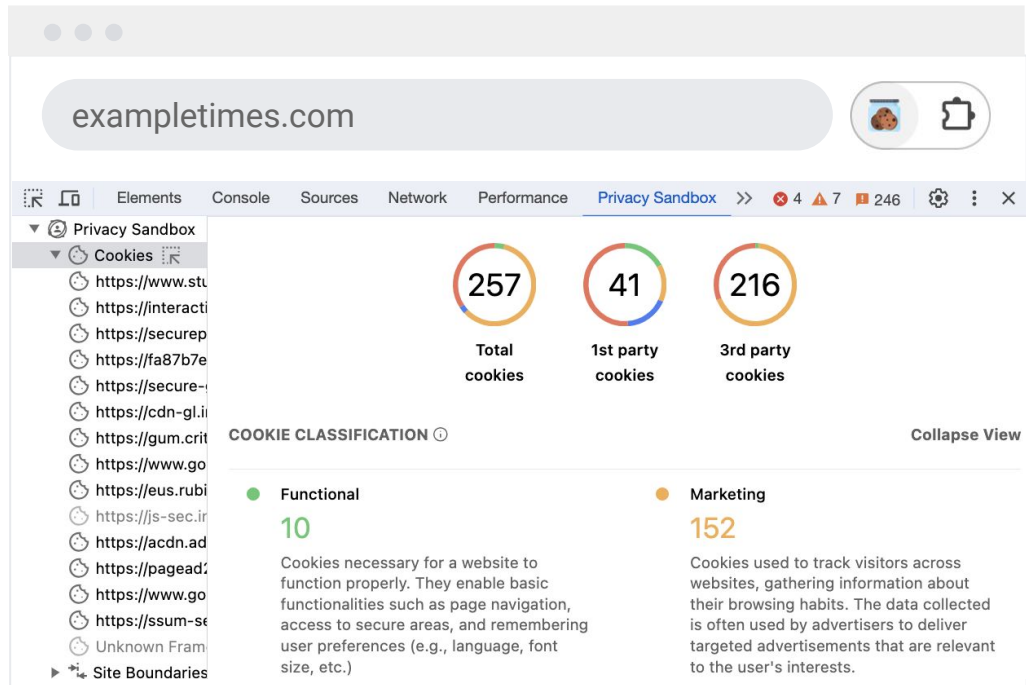 exampletimes.com
Elements Console Sources Network Performance Privacy Sandbox 4 7 246
Privacy Sandbox
Cookies
https://www.stu
https://interacti
https://securep
https://fa87b7e
https://secure-
https://cdn-gl.i
https://gum.crit
https://www.go
https://eus.rubi
https://js-sec.ir
https://acdn.ad
https://pagead2
https://www.go
https://ssum-se
Unknown Fram
Site Boundaries
257 41 216
Total 1st party 3rd party
cookies cookies cookies
COOKIE CLASSIFICATION Collapse View
Functional
10
Cookies necessary for a website to
function properly. They enable basic
functionalities such as page navigation,
access to secure areas, and remembering
user preferences (e.g., language, font
size, etc.)
Marketing
152
Cookies used to track visitors across
websites, gathering information about
their browsing habits. The data collected
is often used by advertisers to deliver
targeted advertisements that are relevant
to the user's interests.